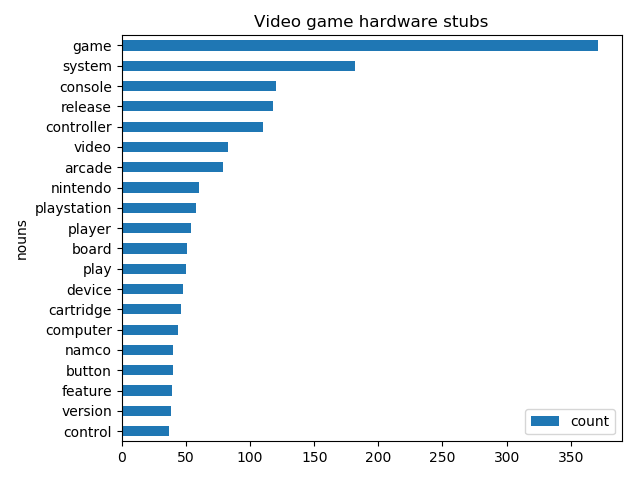 Video game hardware stubs
game
system
console
release
controller
video
arcade
nintendo
playstation
player
board
play
device
cartridge
computer
namco
button
feature
version
control
nouns
count
0 50 100 150 200 250 300 350